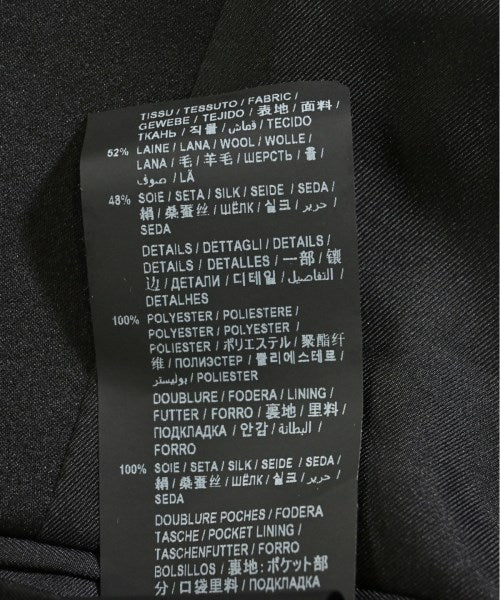 TISSU / TESSUTO / FABRIC /
GEWEBE / TEJIDO / 表地 / 面料 /
ТКАНЬ / 직물 / قماش / TECIDO
52% LAINE / LANA / WOOL / WOLLE /
LANA / 毛 / 羊毛 / ШЕРСТЬ / 울 /
صوف / LÃ
48% SOIE / SETA / SILK / SEIDE / SEDA /
絹 / 桑蚕丝 / ШЁЛК / 실크 / حرير /
SEDA
DETAILS / DETTAGLI / DETAILS /
DETAILS / DETALLES / 一部 / 镶
边 / ДЕТАЛИ / 디테일 / التفاصيل /
DETALHES
100% POLYESTER / POLIESTERE /
POLYESTER / POLYESTER /
POLIESTER / ポリエステル / 聚酯纤
维 / ПОЛИЭСТЕР / 폴리에스테르 /
بوليستر / POLIESTER
DOUBLURE / FODERA / LINING /
FUTTER / FORRO / 裏地 / 里料 /
ПОДКЛАДКА / 안감 / البطانة /
FORRO
100% SOIE / SETA / SILK / SEIDE / SEDA /
絹 / 桑蚕丝 / ШЁЛК / 실크 / حرير /
SEDA
DOUBLURE POCHES / FODERA
TASCHE / POCKET LINING /
TASCHENFUTTER / FORRO
BOLSILLOS / 裏地:ポケット部
分 / 口袋里料 / ПОДКЛАДКА